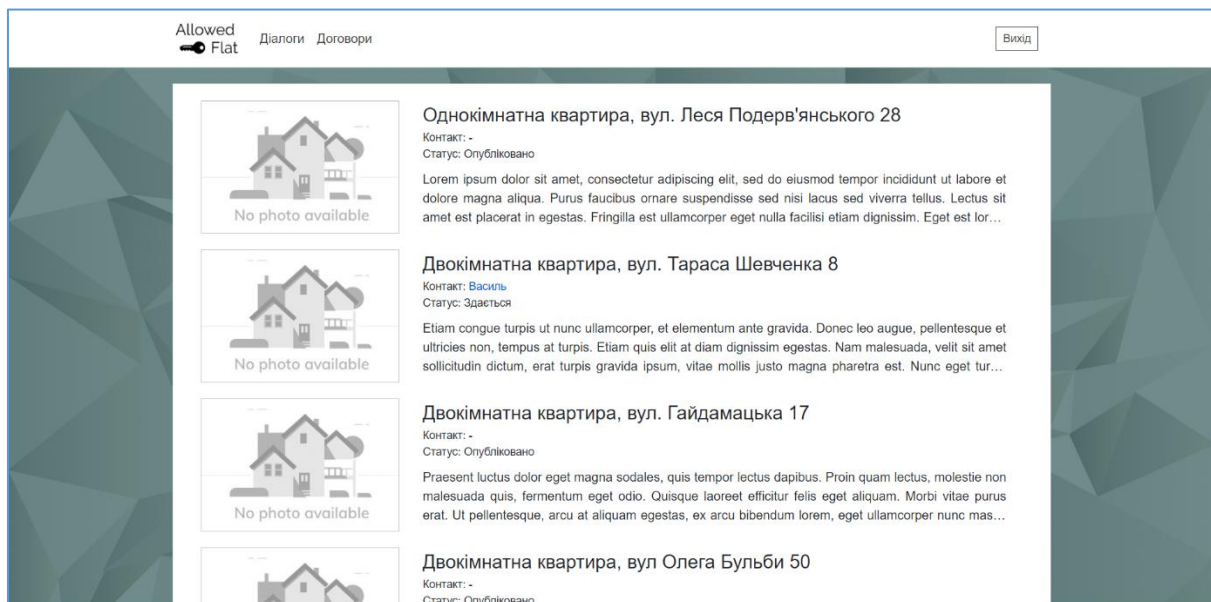 Allowed
Flat
Діалоги Договори
Вихід
No photo available
Однокімнатна квартира, вул. Леся Подерв'янського 28
Контакт: -
Статус: Опубліковано
Lorem ipsum dolor sit amet, consectetur adipiscing elit, sed do eiusmod tempor incididunt ut labore et
dolore magna aliqua. Purus faucibus ornare suspendisse sed nisi lacus sed viverra tellus. Lectus sit
amet est placerat in egestas. Fringilla est ullamcorper eget nulla facilisi etiam dignissim. Eget est lor...
No photo available
Двокімнатна квартира, вул. Тараса Шевченка 8
Контакт: Василь
Статус: Здається
Etiam congue turpis ut nunc ullamcorper, et elementum ante gravida. Donec leo augue, pellentesque et
ultricies non, tempus at turpis. Etiam quis elit at diam dignissim egestas. Nam malesuada, velit sit amet
sollicitudin dictum, erat turpis gravida ipsum, vitae mollis justo magna pharetra est. Nunc eget tur...
No photo available
Двокімнатна квартира, вул. Гайдамацька 17
Контакт: -
Статус: Опубліковано
Praesent luctus dolor eget magna sodales, quis tempor lectus dapibus. Proin quam lectus, molestie non
malesuada quis, fermentum eget odio. Quisque laoreet efficitur felis eget aliquam. Morbi vitae purus
erat. Ut pellentesque, arcu at aliquam egestas, ex arcu bibendum lorem, eget ullamcorper nunc mas...
Двокімнатна квартира, вул Олега Бульби 50
Контакт: -
Статус: Опубліковано